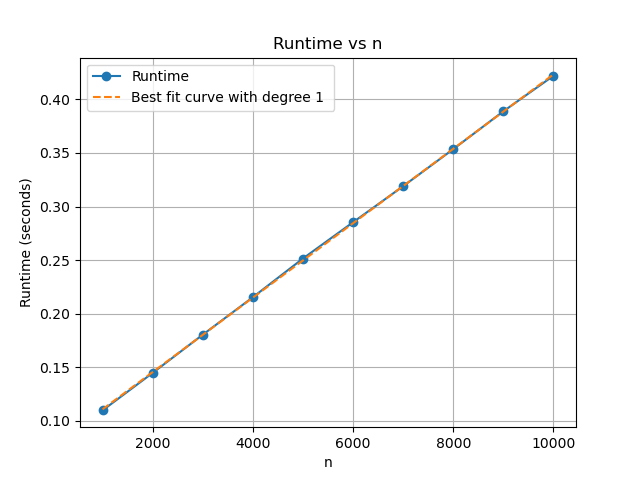 Runtime vs n
Runtime
Best fit curve with degree 1
0.40
0.35
0.30
0.25
0.20
0.15
0.10
Runtime (seconds)
2000 4000 6000 8000 10000
n